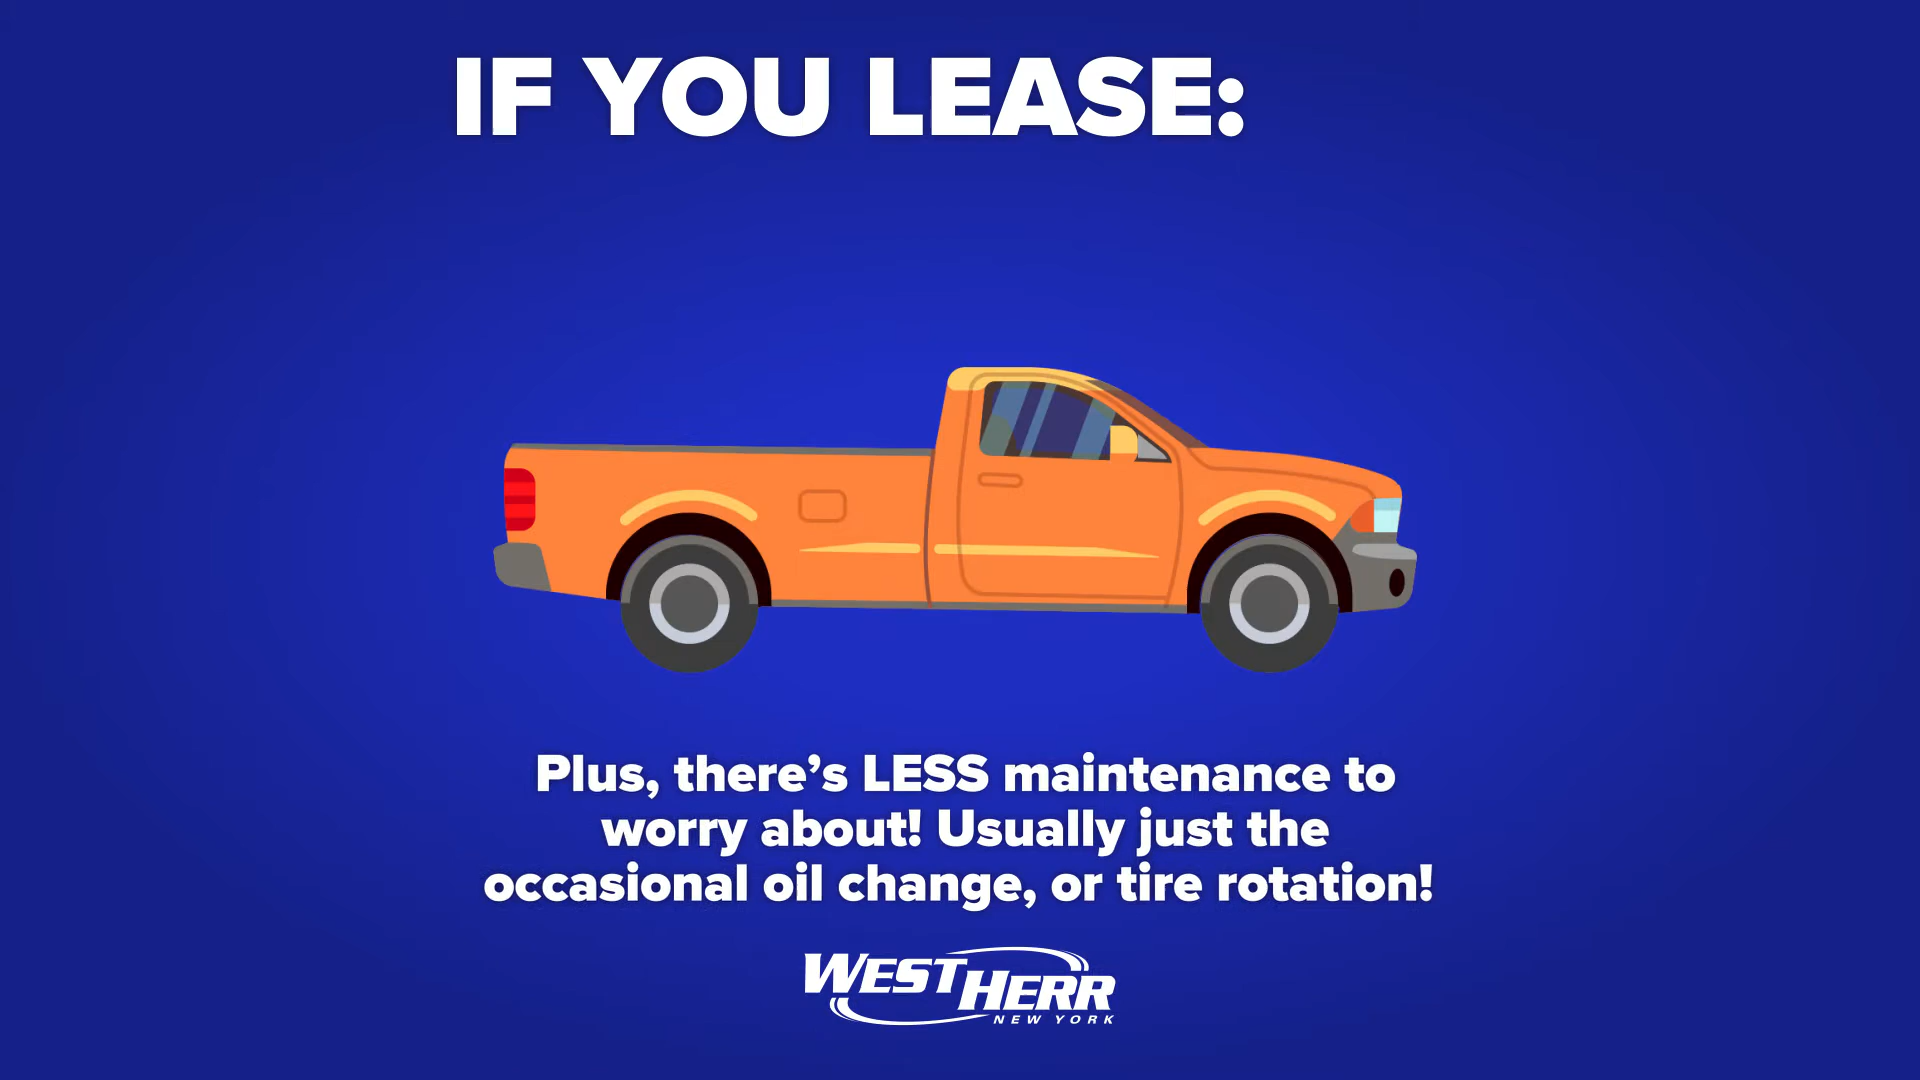 IF YOU LEASE:
Plus, there’s LESS maintenance to
worry about! Usually just the
occasional oil change, or tire rotation!
WEST HERR
NEW YORK